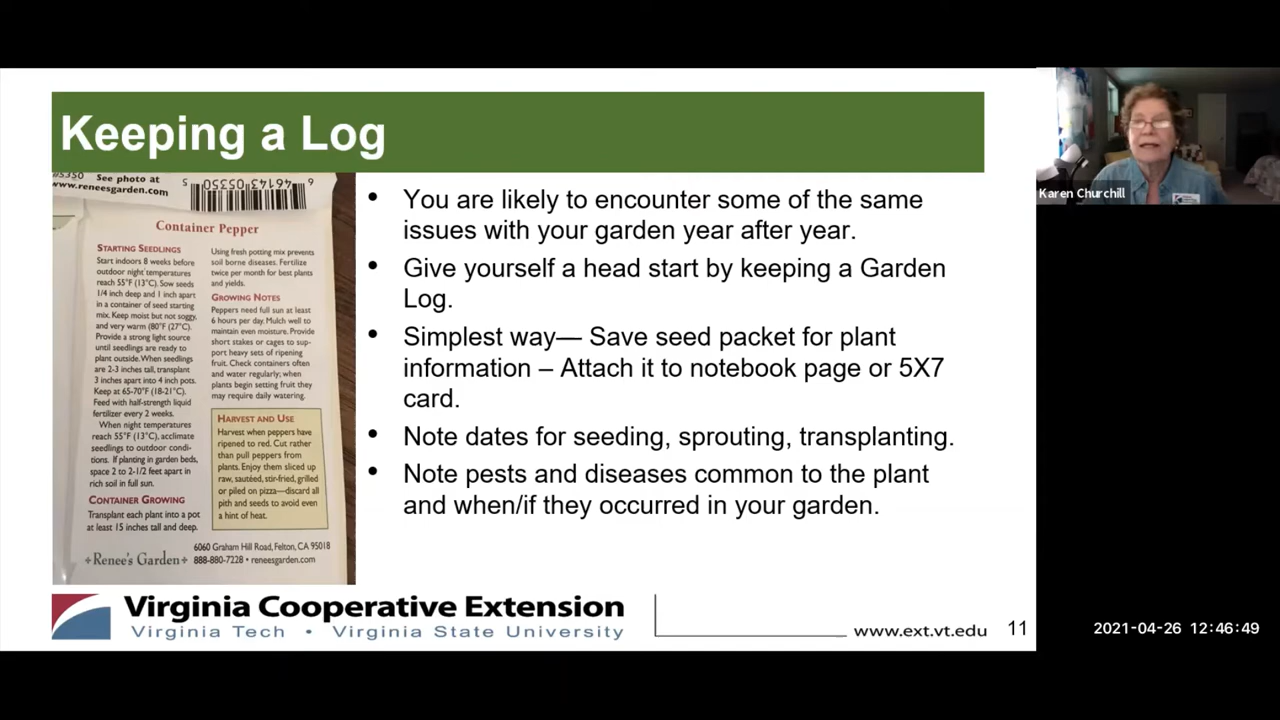 Keeping a Log
05350
See photo at
www.reneesgarden.com
9 46143 05350 5
Container Pepper
STARTING SEEDLINGS
Start indoors 8 weeks before
outdoor night temperatures
reach 55°F (13°C). Sow seeds
1/4 inch deep and 1 inch apart
in a container of seed starting
mix. Keep moist but not soggy,
and very warm (80°F (27°C).
Provide a strong light source
until seedlings are ready to
plant outside. When seedlings
are 2-3 inches tall, transplant
3 inches apart into 4 inch pots.
Keep at 65-70°F (18-21°C).
Feed with half-strength liquid
fertilizer every 2 weeks.
When night temperatures
reach 55°F (13°C), acclimate
seedlings to outdoor condi-
tions. If planting in garden beds,
space 2 to 2-1/2 feet apart in
rich soil in full sun.
CONTAINER GROWING
Transplant each plant into a pot
at least 15 inches tall and deep.
Using fresh potting mix prevents
soil borne diseases. Fertilize
twice per month for best plants
and yields.
GROWING NOTES
Peppers need full sun at least
6 hours per day. Mulch well to
maintain even moisture. Provide
short stakes or cages to sup-
port heavy sets of ripening
fruit. Check containers often
and water regularly; when
plants begin setting fruit they
may require daily watering.
HARVEST AND USE
Harvest when peppers have
ripened to red. Cut rather
than pull peppers from
plants. Enjoy them sliced up
raw, sautéed, stir-fried, grilled
or piled on pizza—discard all
pith and seeds to avoid even
a hint of heat.
Renee's Garden
6060 Graham Hill Road, Felton, CA 95018
888-880-7228 • reneesgarden.com
• You are likely to encounter some of the same
issues with your garden year after year.
• Give yourself a head start by keeping a Garden
Log.
• Simplest way— Save seed packet for plant
information – Attach it to notebook page or 5X7
card.
• Note dates for seeding, sprouting, transplanting.
• Note pests and diseases common to the plant
and when/if they occurred in your garden.
Virginia Cooperative Extension
Virginia Tech • Virginia State University
www.ext.vt.edu
11
Karen Churchill
2021-04-26 12:46:49